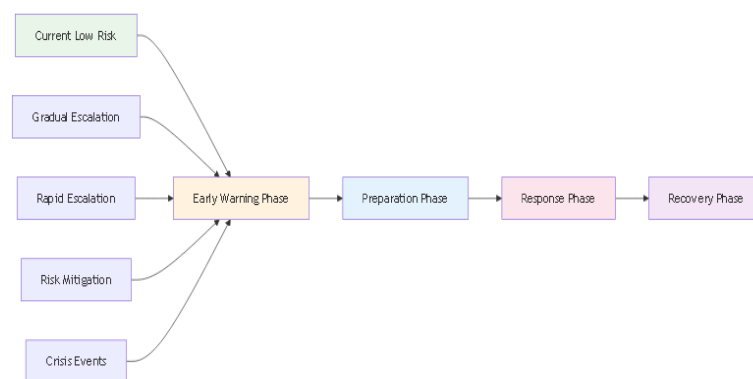 Current Low Risk
Gradual Escalation
Rapid Escalation
Early Warning Phase
Preparation Phase
Response Phase
Recovery Phase
Risk Mitigation
Crisis Events